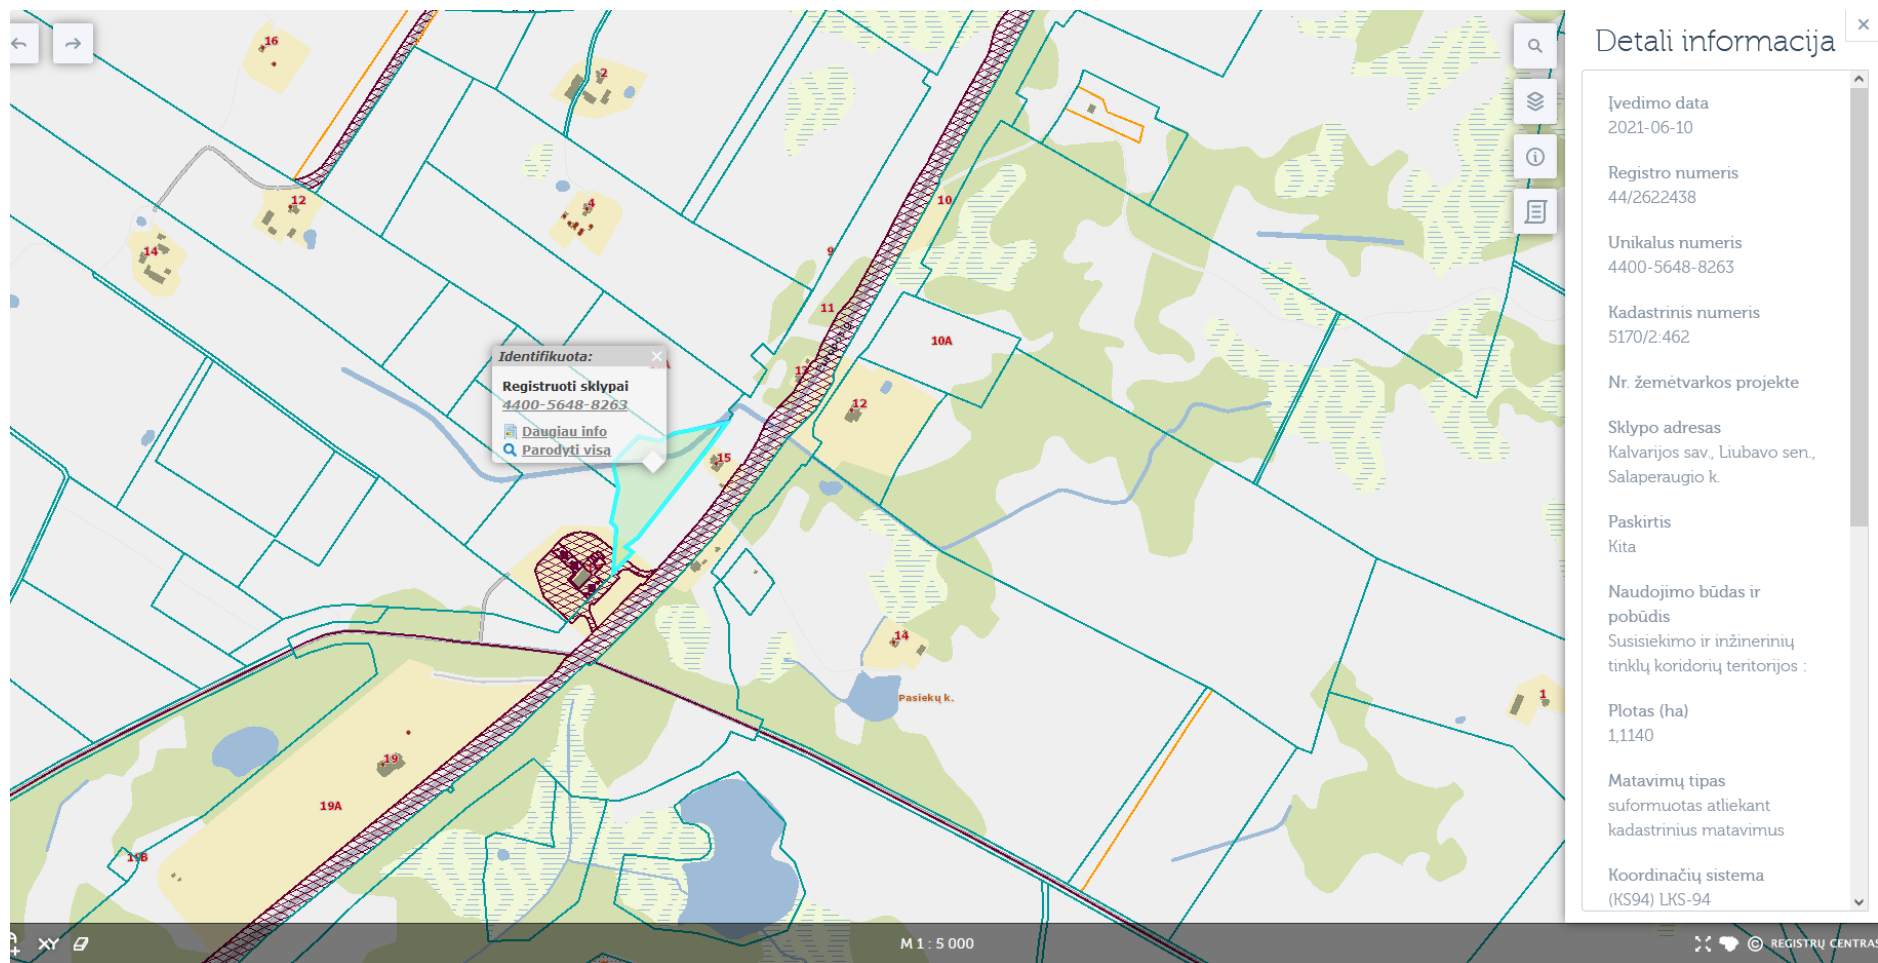 16
2
12
4
14
10
9
11
10A
Identifikuota:
Registruoti sklypai
4400-5648-8263
Daugiau info
Parodyti visą
12
15
14
Pasiekų k.
1
19
19A
19B
M 1 : 5 000
© REGISTRŲ CENTRAS
Detali informacija
Įvedimo data
2021-06-10
Registro numeris
44/2622438
Unikalus numeris
4400-5648-8263
Kadastrinis numeris
5170/2:462
Nr. žemėtvarkos projekte
Sklypo adresas
Kalvarijos sav., Liubavo sen.,
Salaperaugio k.
Paskirtis
Kita
Naudojimo būdas ir
pobūdis
Susisiekimo ir inžinerinių
tinklų koridorių teritorijos :
Plotas (ha)
1,1140
Matavimų tipas
suformuotas atliekant
kadastrinius matavimus
Koordinačių sistema
(KS94) LKS-94